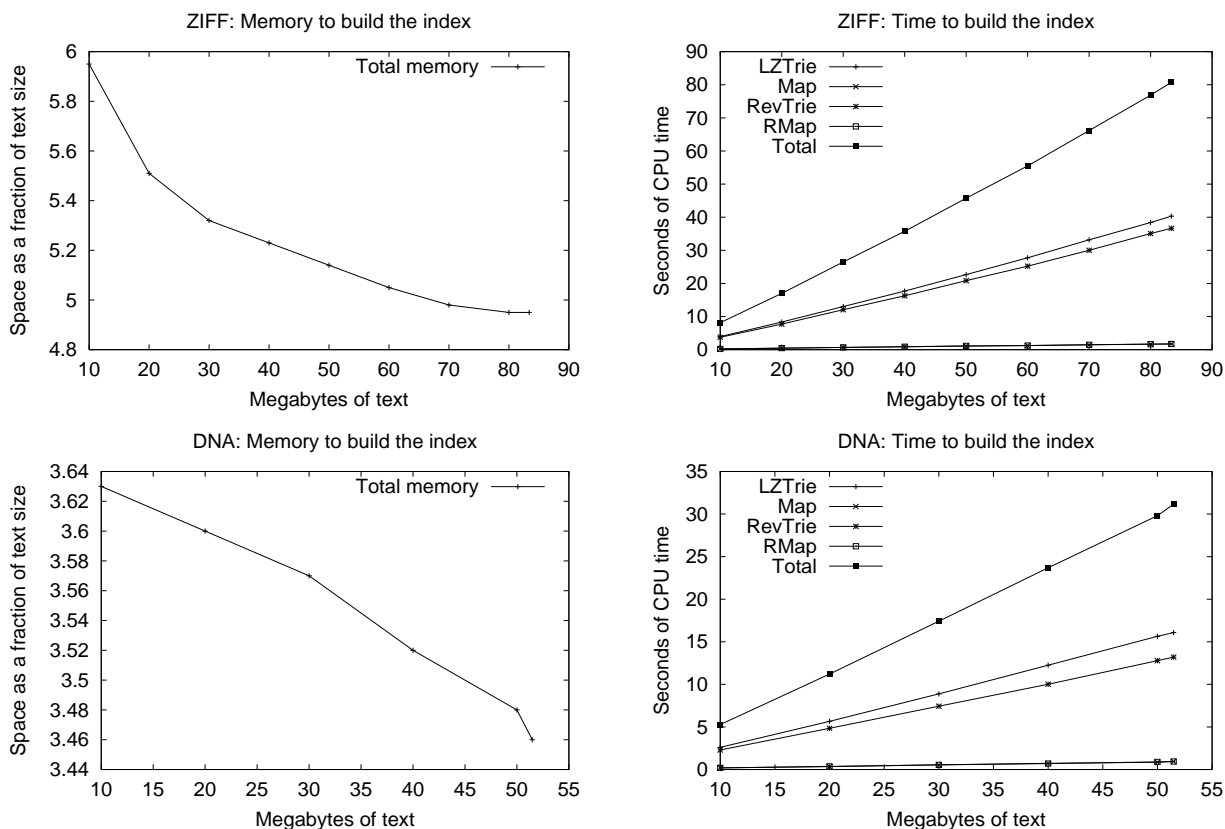 ZIFF: Memory to build the index
Space as a fraction of text size
6
5.8
5.6
5.4
5.2
5
4.8
Total memory
10 20 30 40 50 60 70 80 90
Megabytes of text
ZIFF: Time to build the index
Seconds of CPU time
90
80
70
60
50
40
30
20
10
0
LZTrie
Map
RevTrie
RMap
Total
10 20 30 40 50 60 70 80 90
Megabytes of text
DNA: Memory to build the index
Space as a fraction of text size
3.64
3.62
3.6
3.58
3.56
3.54
3.52
3.5
3.48
3.46
3.44
Total memory
10 15 20 25 30 35 40 45 50 55
Megabytes of text
DNA: Time to build the index
Seconds of CPU time
35
30
25
20
15
10
5
0
LZTrie
Map
RevTrie
RMap
Total
10 15 20 25 30 35 40 45 50 55
Megabytes of text